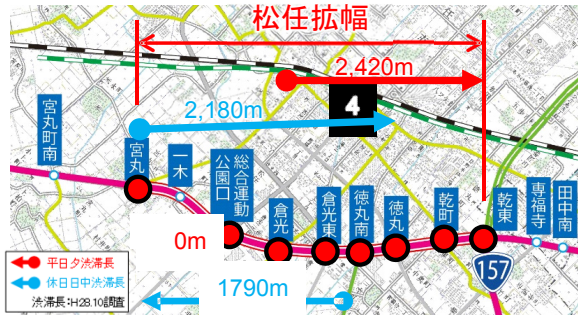 松任拡幅
2,420m
4
2,180m
宮丸町南
宮丸
一木
総合運動
公園口
倉光
倉光東
徳丸南
徳丸
乾町
乾東
専福寺
田中南
0m
157
1790m
平日夕渋滞長
休日日中渋滞長
渋滞長:H28.10調査